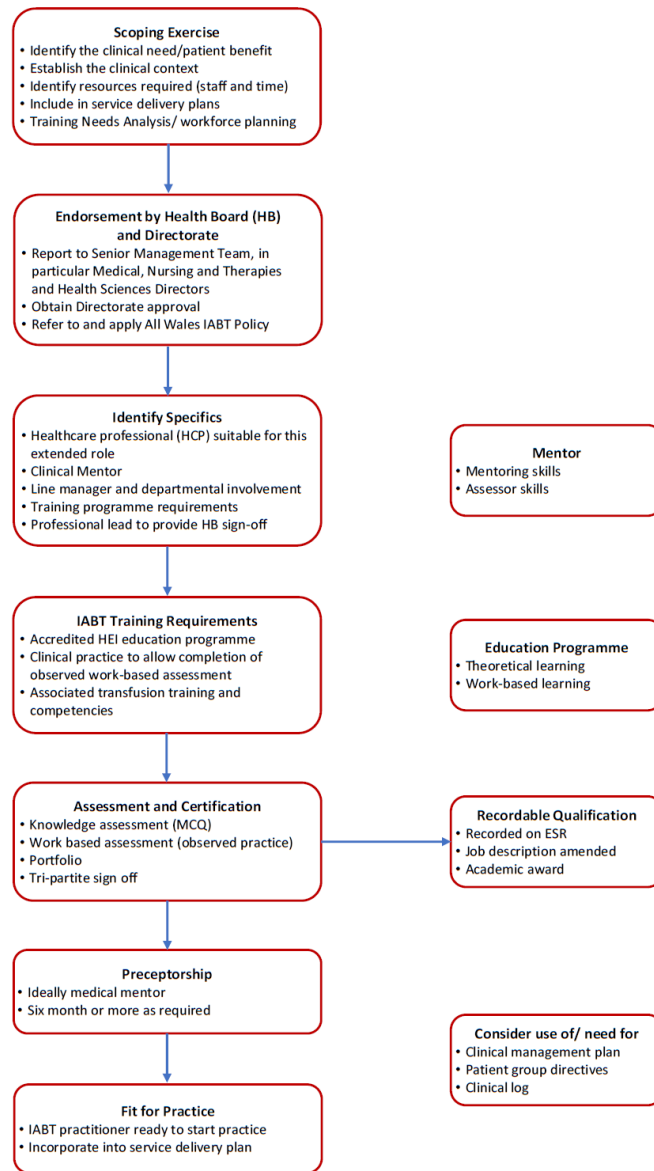 Scoping Exercise
• Identify the clinical need/patient benefit
• Establish the clinical context
• Identify resources required (staff and time)
• Include in service delivery plans
• Training Needs Analysis/ workforce planning
Endorsement by Health Board (HB)
and Directorate
• Report to Senior Management Team, in
particular Medical, Nursing and Therapies
and Health Sciences Directors
• Obtain Directorate approval
• Refer to and apply All Wales IABT Policy
Identify Specifics
• Healthcare professional (HCP) suitable for this
extended role
• Clinical Mentor
• Line manager and departmental involvement
• Training programme requirements
• Professional lead to provide HB sign-off
Mentor
• Mentoring skills
• Assessor skills
IABT Training Requirements
• Accredited HEI education programme
• Clinical practice to allow completion of
observed work-based assessment
• Associated transfusion training and
competencies
Education Programme
• Theoretical learning
• Work-based learning
Assessment and Certification
• Knowledge assessment (MCQ)
• Work based assessment (observed practice)
• Portfolio
• Tri-partite sign off
Recordable Qualification
• Recorded on ESR
• Job description amended
• Academic award
Preceptorship
• Ideally medical mentor
• Six month or more as required
Consider use of/ need for
• Clinical management plan
• Patient group directives
• Clinical log
Fit for Practice
• IABT practitioner ready to start practice
• Incorporate into service delivery plan